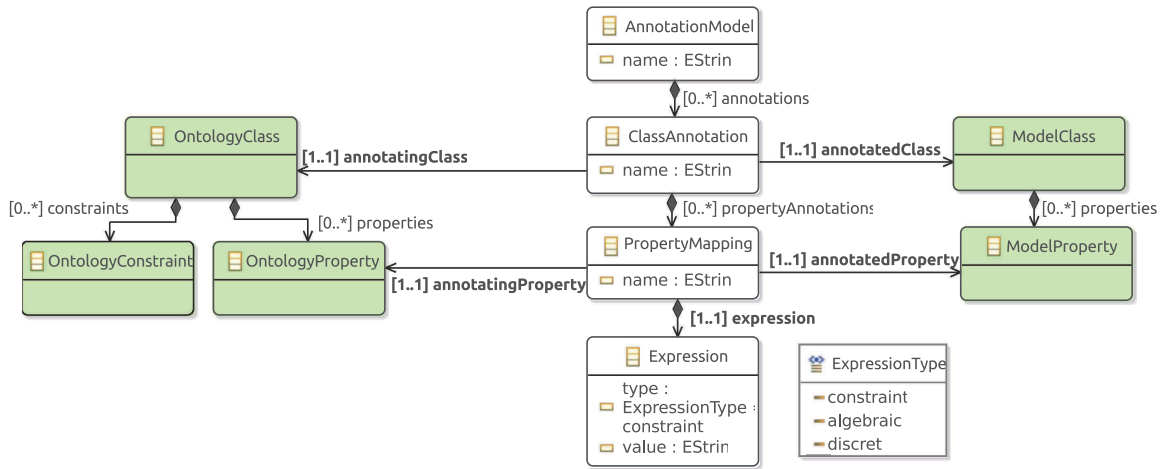 AnnotationModel
name : EStrin
[0..*] annotations
OntologyClass
ClassAnnotation
ModelClass
[1..1] annotatingClass
[1..1] annotatedClass
name : EStrin
[0..*] constraints
[0..*] properties
[0..*] propertyAnnotations
[0..*] properties
OntologyConstraint
OntologyProperty
PropertyMapping
ModelProperty
[1..1] annotatingProperty
[1..1] annotatedProperty
name : EStrin
[1..1] expression
Expression
type :
ExpressionType =
constraint
value : EStrin
ExpressionType
constraint
algebraic
discret